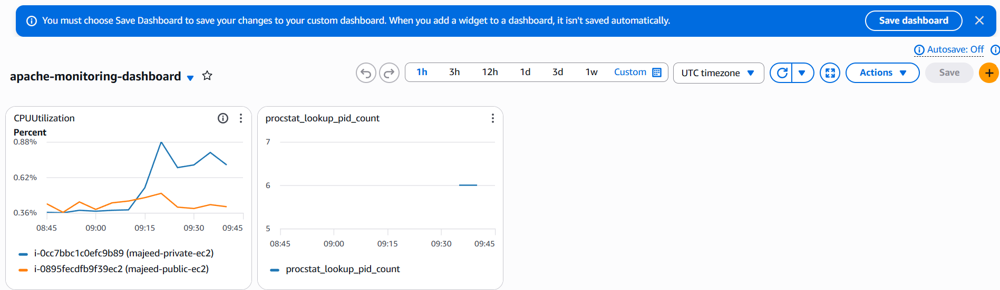 You must choose Save Dashboard to save your changes to your custom dashboard. When you add a widget to a dashboard, it isn't saved automatically.
Save dashboard
Autosave: Off
apache-monitoring-dashboard
1h 3h 12h 1d 3d 1w Custom
UTC timezone
Actions
Save
CPUUtilization
Percent
0.88%
0.62%
0.36%
08:45 09:00 09:15 09:30 09:45
i-0cc7bbc1c0efc9b89 (majeed-private-ec2)
i-0895fecdfb9f39ec2 (majeed-public-ec2)
procstat_lookup_pid_count
7
6
5
08:45 09:00 09:15 09:30 09:45
procstat_lookup_pid_count